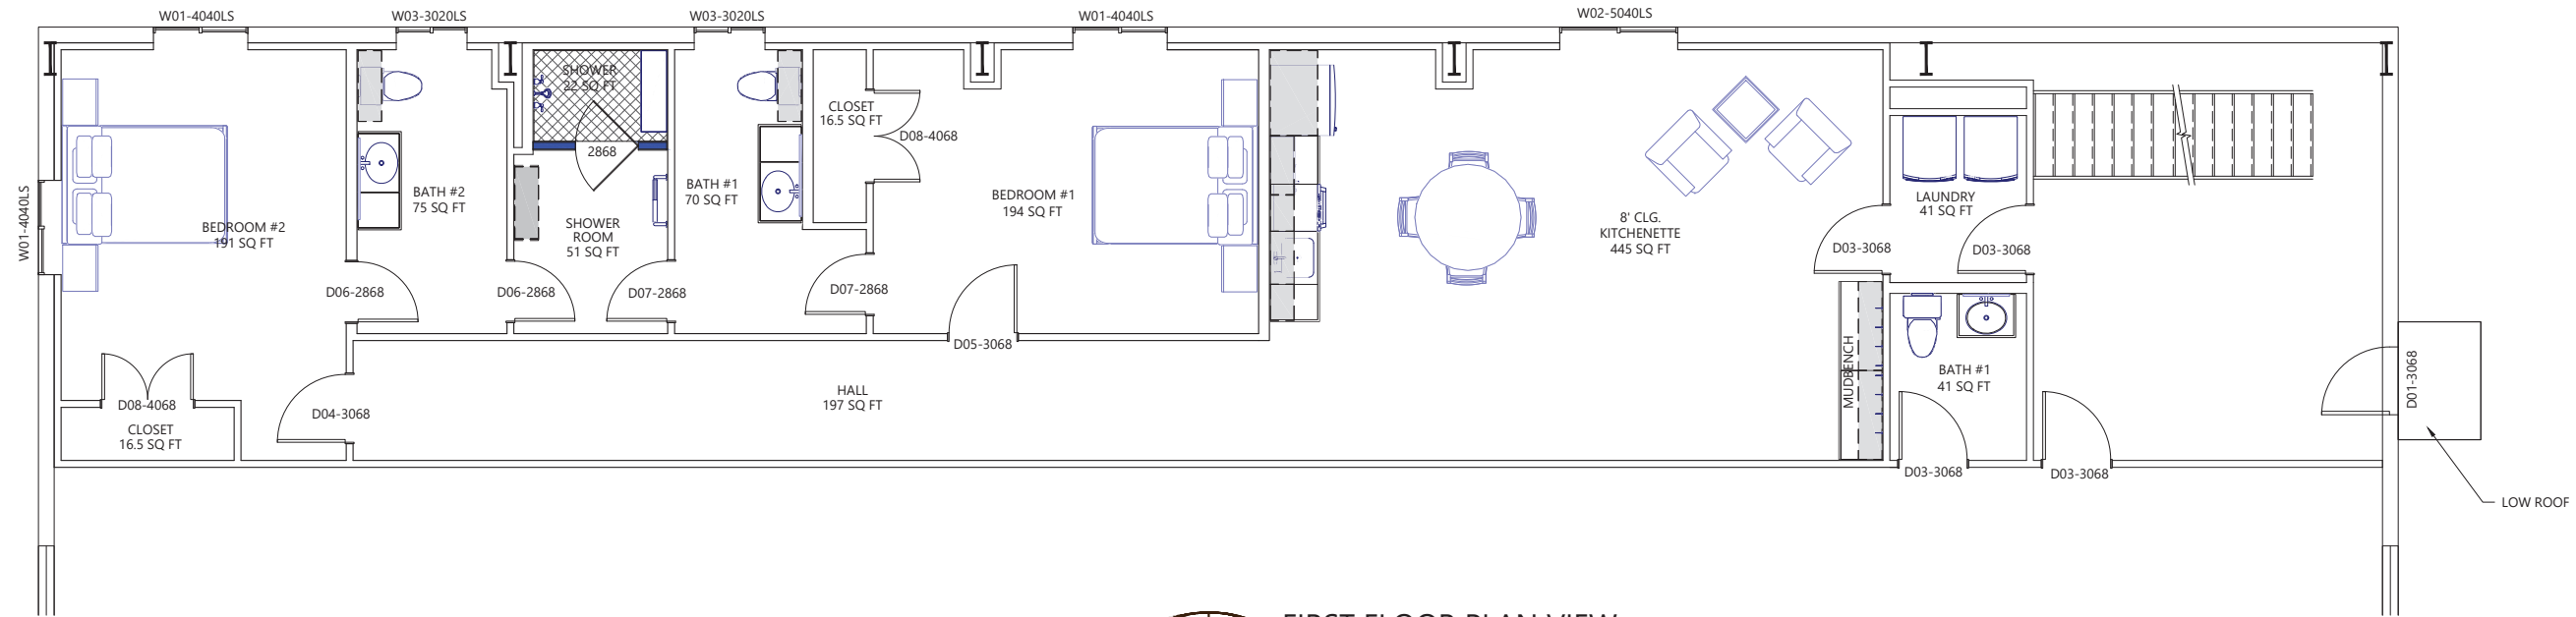 W01-4040LS
W03-3020LS
W03-3020LS
W01-4040LS
W02-5040LS
SHOWER
22 SQ FT
CLOSET
16.5 SQ FT
D08-4068
2868
W01-4040LS
BEDROOM #2
191 SQ FT
BATH #2
75 SQ FT
SHOWER
ROOM
51 SQ FT
BATH #1
70 SQ FT
BEDROOM #1
194 SQ FT
8' CLG.
KITCHENETTE
445 SQ FT
LAUNDRY
41 SQ FT
D03-3068
D03-3068
D06-2868
D06-2868
D07-2868
D07-2868
D05-3068
MUDBENCH
BATH #1
41 SQ FT
D01-3068
D08-4068
D04-3068
HALL
197 SQ FT
CLOSET
16.5 SQ FT
D03-3068
D03-3068
LOW ROOF
FIRST FLOOR PLAN VIEW